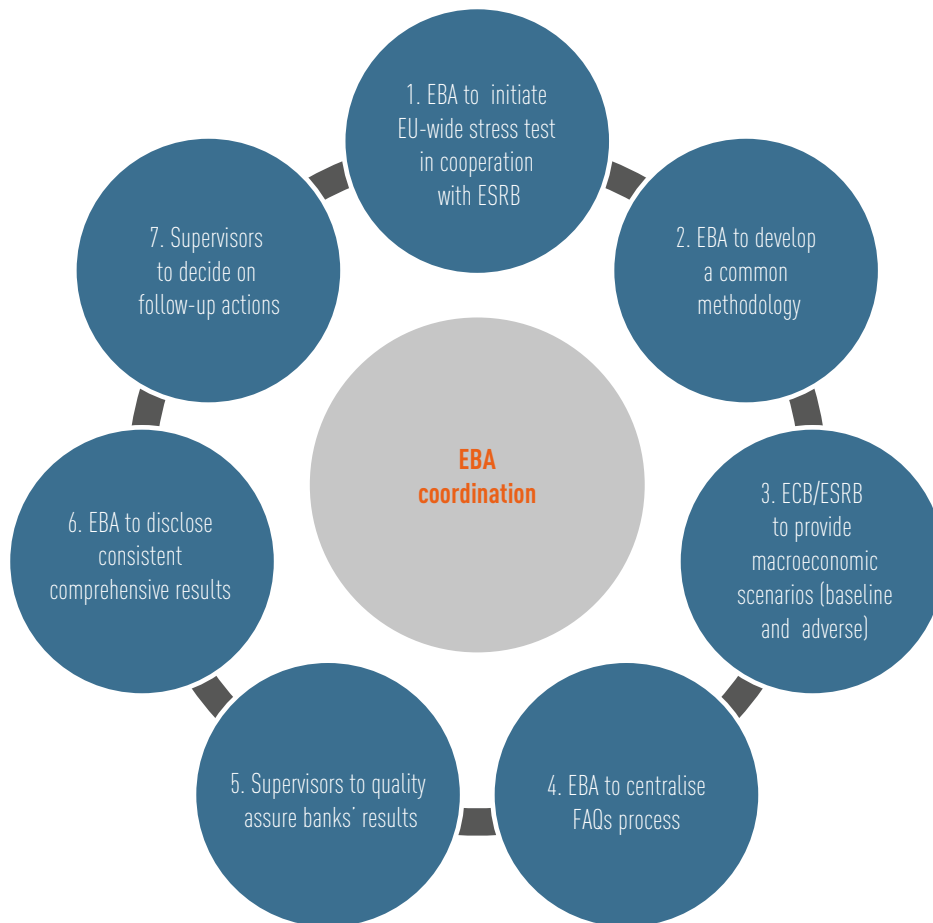 1. EBA to initiate
EU-wide stress test
in cooperation
with ESRB
2. EBA to develop
a common
methodology
3. ECB/ESRB
to provide
macroeconomic
scenarios (baseline
and adverse)
4. EBA to centralise
FAQs process
5. Supervisors to quality
assure banks' results
6. EBA to disclose
consistent
comprehensive results
7. Supervisors
to decide on
follow-up actions
EBA
coordination